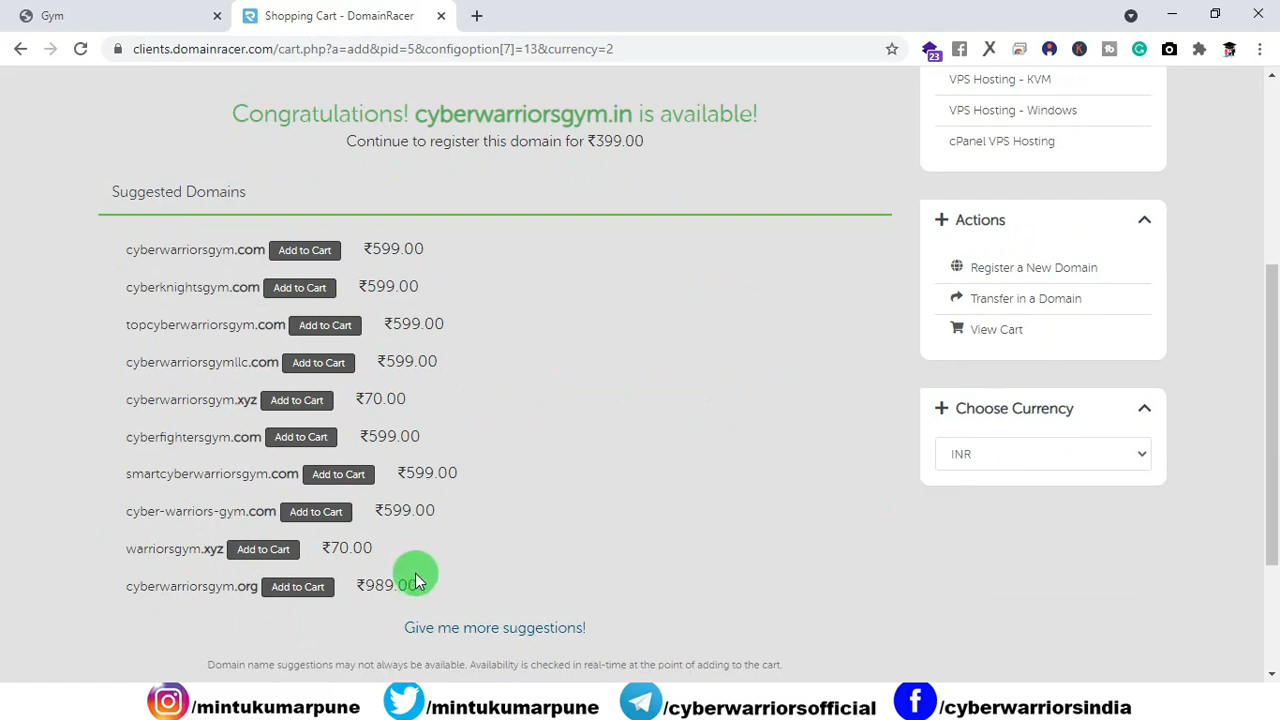 Gym
Shopping Cart - DomainRacer
clients.domainracer.com/cart.php?a=add&pid=5&configoption[7]=13&currency=2
23
Congratulations! cyberwarriorsgym.in is available!
Continue to register this domain for ₹399.00
Suggested Domains
cyberwarriorsgym.com Add to Cart ₹599.00
cyberknightsgym.com Add to Cart ₹599.00
topcyberwarriorsgym.com Add to Cart ₹599.00
cyberwarriorsgymllc.com Add to Cart ₹599.00
cyberwarriorsgym.xyz Add to Cart ₹70.00
cyberfightersgym.com Add to Cart ₹599.00
smartcyberwarriorsgym.com Add to Cart ₹599.00
cyber-warriors-gym.com Add to Cart ₹599.00
warriorsgym.xyz Add to Cart ₹70.00
cyberwarriorsgym.org Add to Cart ₹989.00
Give me more suggestions!
Domain name suggestions may not always be available. Availability is checked in real-time at the point of adding to the cart.
VPS Hosting - KVM
VPS Hosting - Windows
cPanel VPS Hosting
Actions
Register a New Domain
Transfer in a Domain
View Cart
Choose Currency
INR
/mintukumarpune
/mintukumarpune
/cyberwarriorsofficial
/cyberwarriorsindia